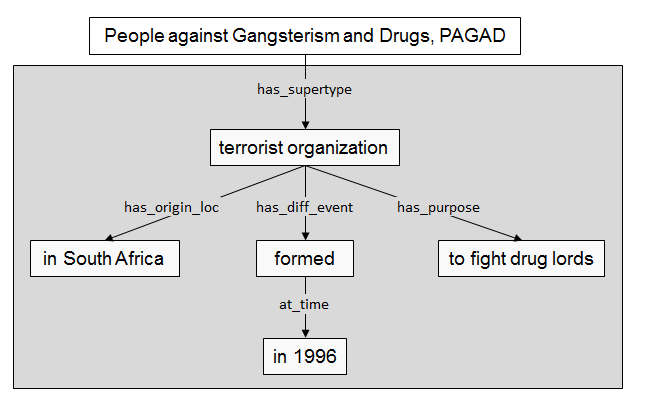 People against Gangsterism and Drugs, PAGAD
has_supertype
terrorist organization
has_origin_loc
has_diff_event
has_purpose
in South Africa
formed
to fight drug lords
at_time
in 1996